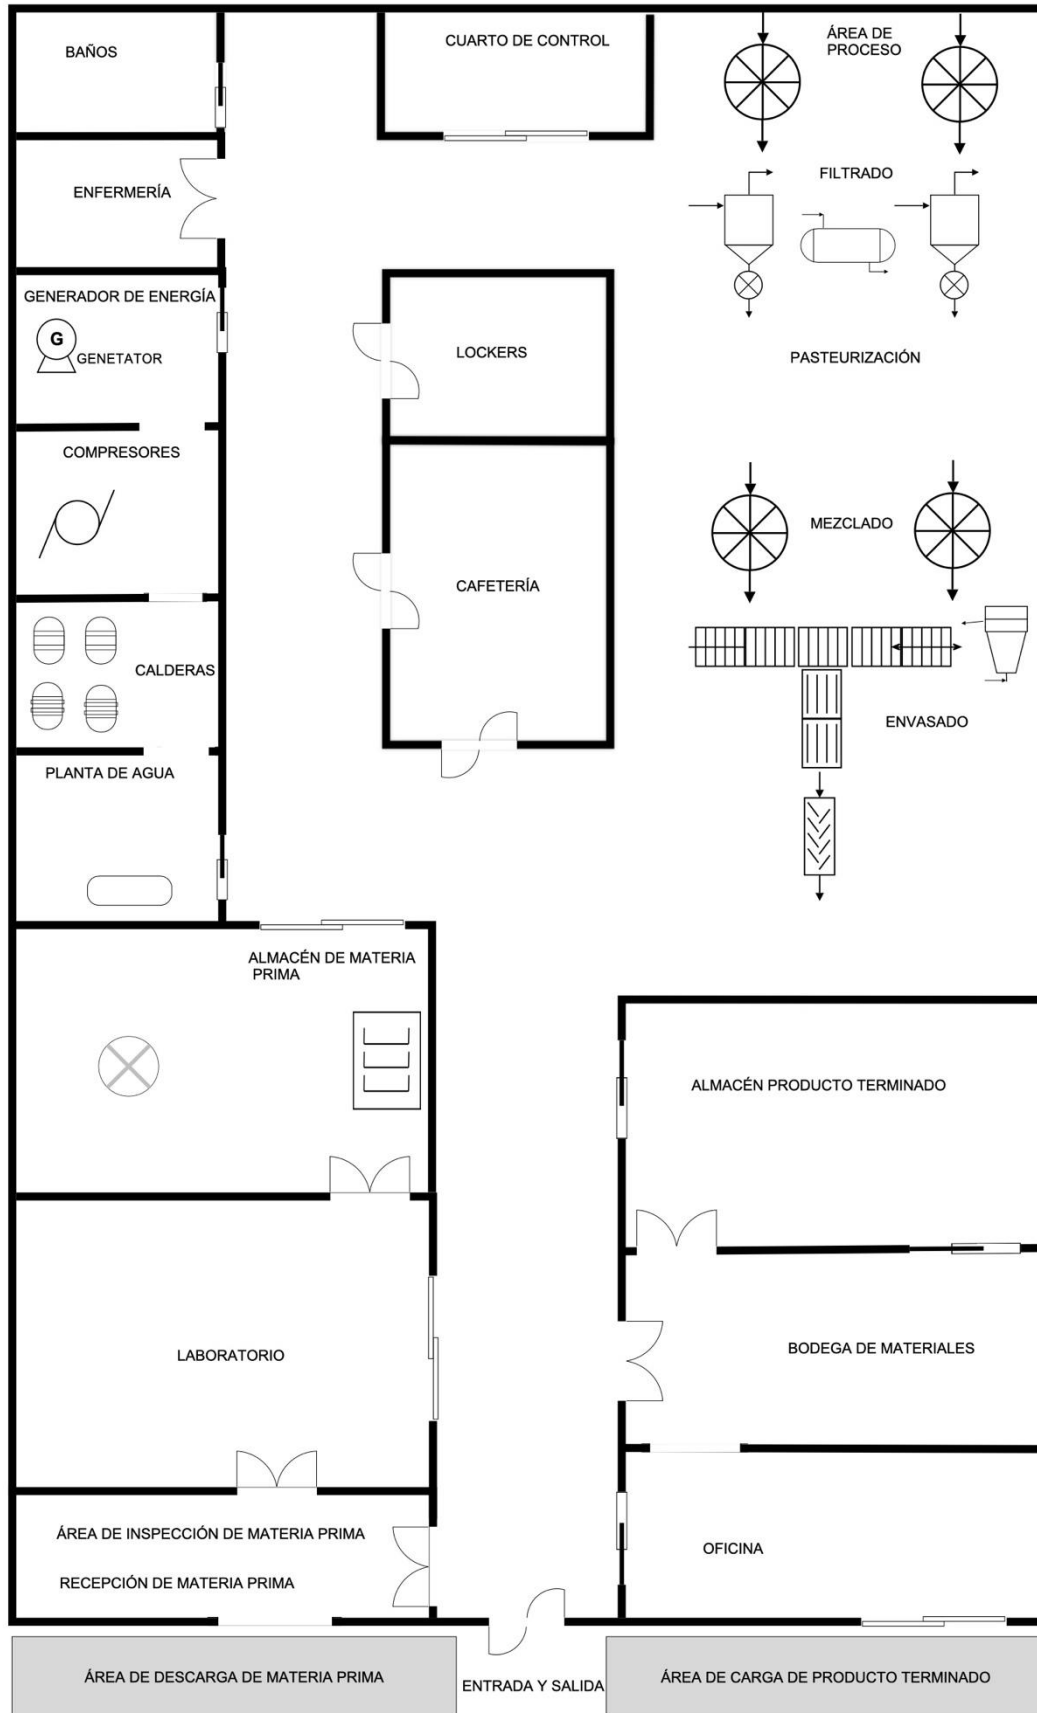 BAÑOS
CUARTO DE CONTROL
ÁREA DE
PROCESO
ENFERMERÍA
FILTRADO
GENERADOR DE ENERGÍA
G
GENETATOR
LOCKERS
PASTEURIZACIÓN
COMPRESORES
MEZCLADO
CAFETERÍA
CALDERAS
ENVASADO
PLANTA DE AGUA
ALMACÉN DE MATERIA
PRIMA
ALMACÉN PRODUCTO TERMINADO
LABORATORIO
BODEGA DE MATERIALES
ÁREA DE INSPECCIÓN DE MATERIA PRIMA
OFICINA
RECEPCIÓN DE MATERIA PRIMA
ÁREA DE DESCARGA DE MATERIA PRIMA
ENTRADA Y SALIDA
ÁREA DE CARGA DE PRODUCTO TERMINADO